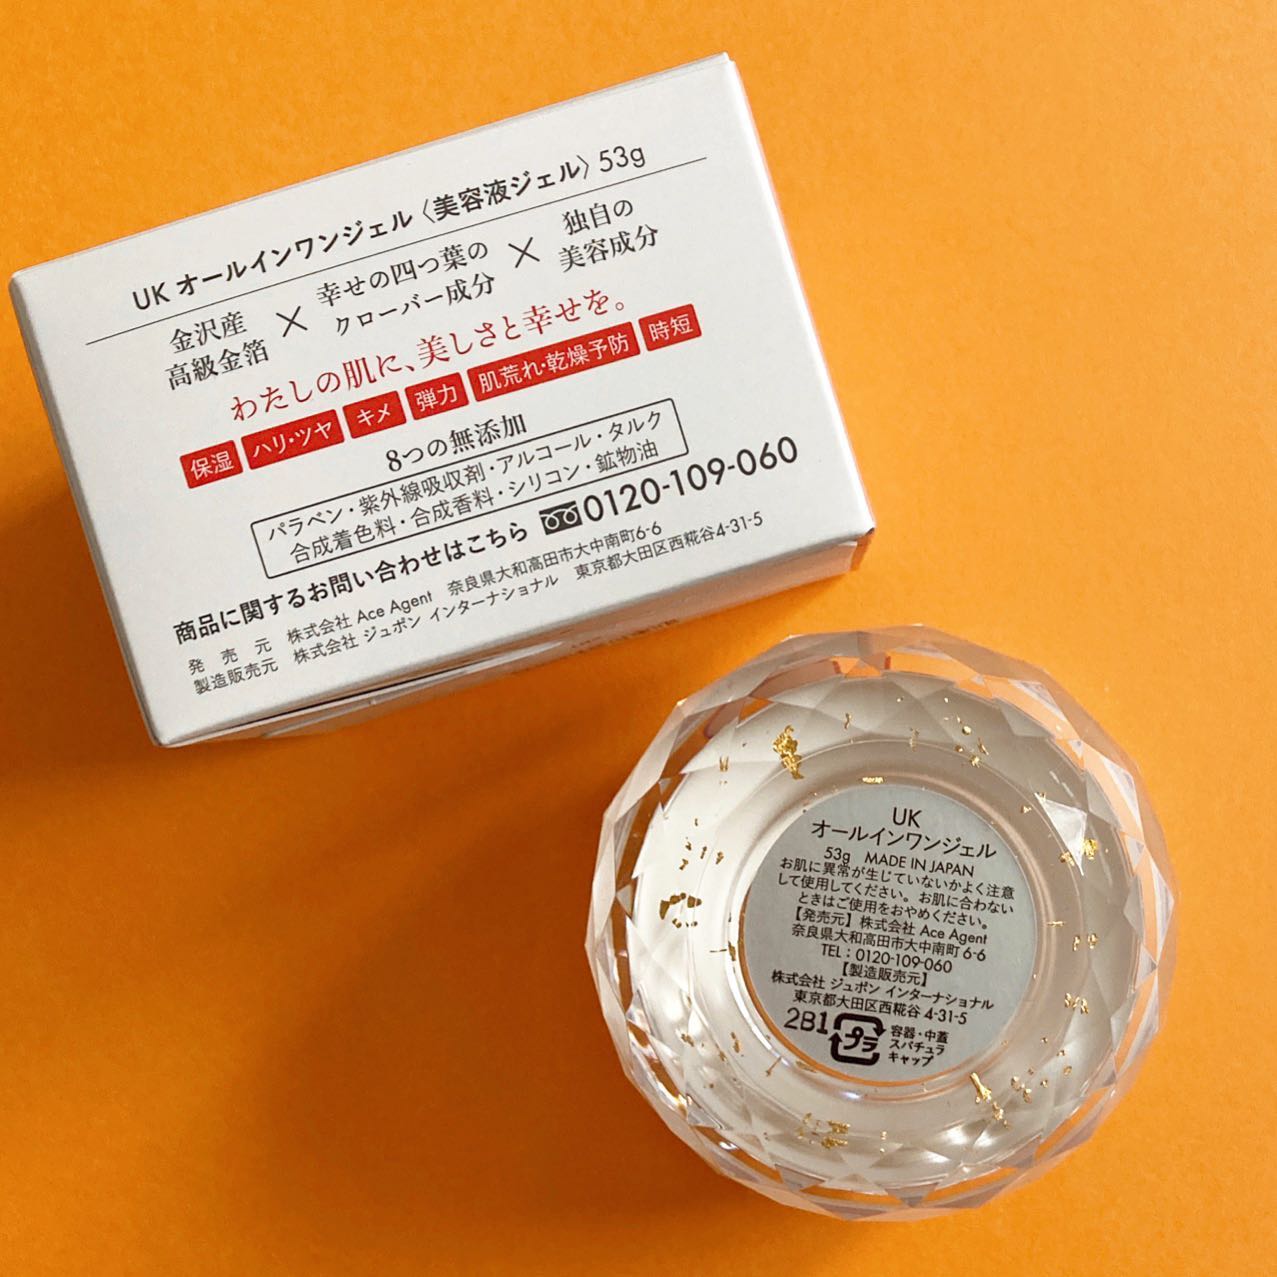 UK オールインワンジェル〈美容液ジェル〉53g
金沢産
高級金箔
×
幸せの四つ葉の
クローバー成分
×
独自の
美容成分
わたしの肌に、美しさと幸せを。
保湿 ハリ・ツヤ キメ 弾力 肌荒れ・乾燥予防 時短
8つの無添加
パラベン・紫外線吸収剤・アルコール・タルク
合成着色料・合成香料・シリコン・鉱物油
商品に関するお問い合わせはこちら 0120-109-060
発売元 株式会社 Ace Agent 奈良県大和高田市大中南町6-6
製造販売元 株式会社 ジュポン インターナショナル 東京都大田区西糀谷4-31-5
UK
オールインワンジェル
53g MADE IN JAPAN
お肌に異常が生じていないかよく注意
して使用してください。お肌に合わない
ときはご使用をおやめください。
【発売元】株式会社 Ace Agent
奈良県大和高田市大中南町 6-6
TEL：0120-109-060
【製造販売元】
株式会社 ジュポン インターナショナル
東京都大田区西糀谷 4-31-5
2B1 プラ
容器・中蓋
スパチュラ
キャップ